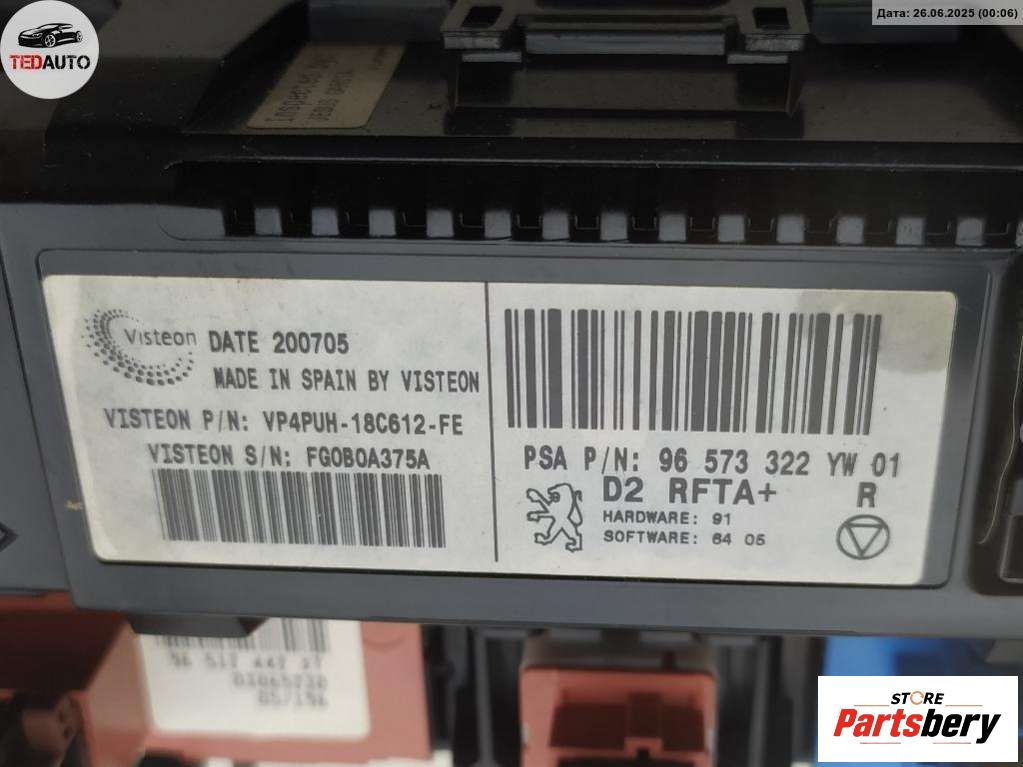 TEDAUTO
Дата: 26.06.2025 (00:06)
Visteon
DATE 200705
MADE IN SPAIN BY VISTEON
VISTEON P/N: VP4PUH-18C612-FE
VISTEON S/N: FG0B0A375A
PSA P/N: 96 573 322 YW 01
D2 RFTA+ R
HARDWARE: 91
SOFTWARE: 64 05
STORE
Partsbery